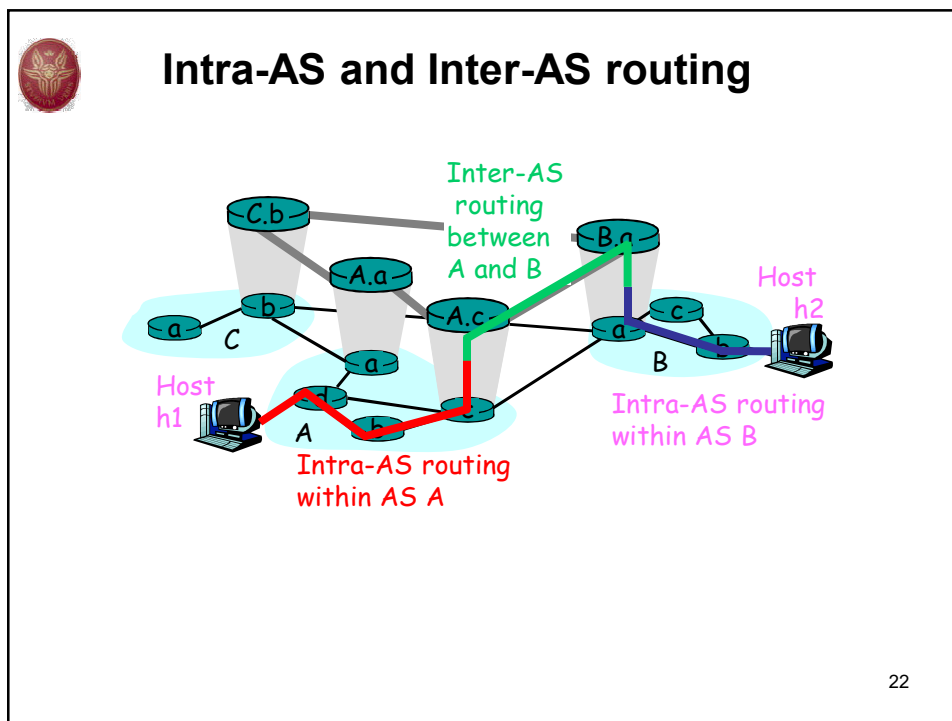 Intra-AS and Inter-AS routing
Inter-AS
routing
between
A and B
C.b
B.a
A.a
Host
h2
A.c
b
a
c
a
C
b
B
a
Host
h1
d
c
A
b
Intra-AS routing
within AS B
Intra-AS routing
within AS A
22